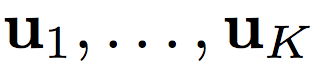 𝐮₁, . . . , 𝐮_K